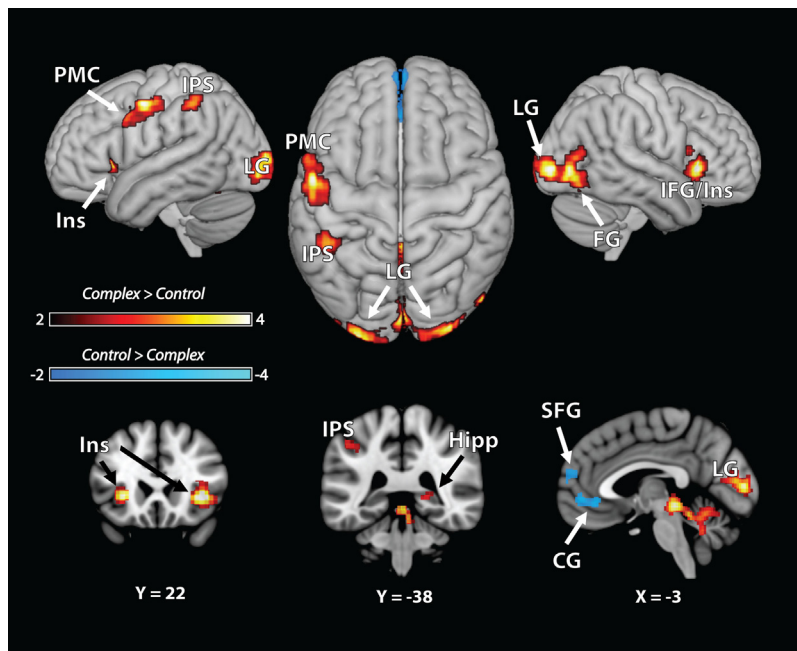 PMC
IPS
LG
Ins
PMC
IPS
LG
LG
IFG/Ins
FG
Complex > Control
2 4
Control > Complex
-2 -4
Ins
Y = 22
IPS
Hipp
Y = -38
SFG
LG
CG
X = -3